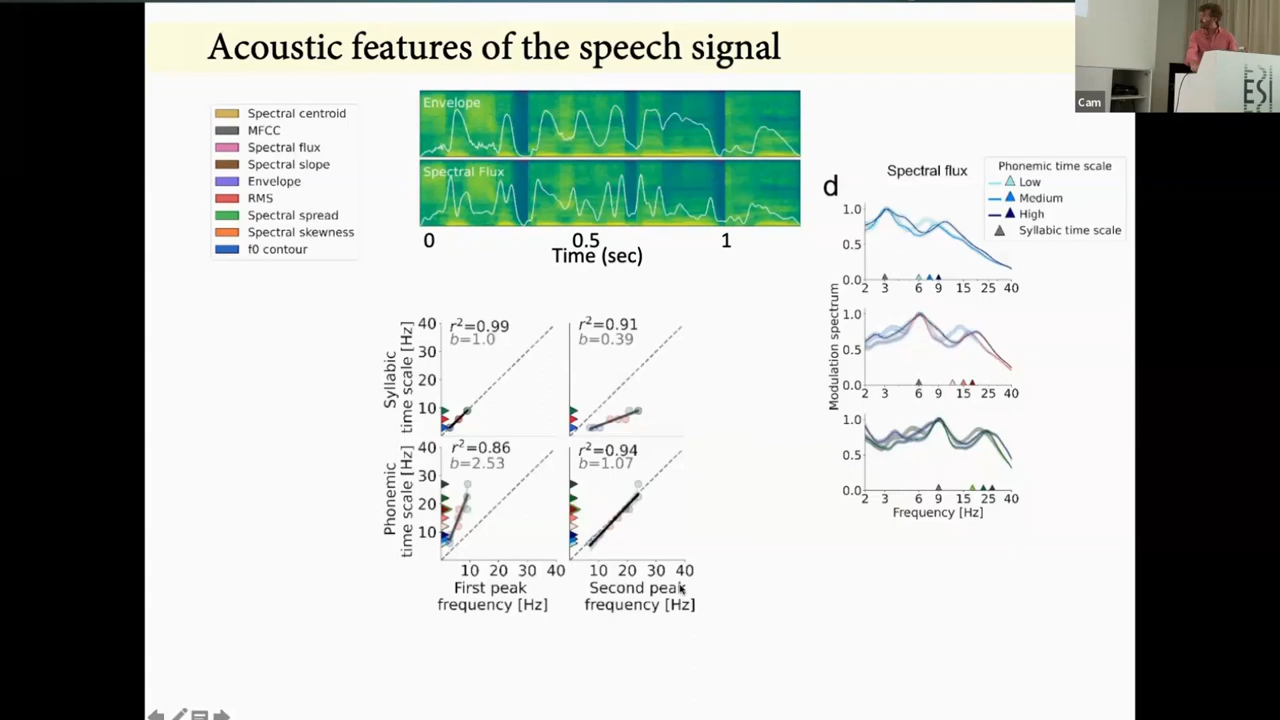 Acoustic features of the speech signal
Cam
ESI
Spectral centroid
MFCC
Spectral flux
Spectral slope
Envelope
RMS
Spectral spread
Spectral skewness
f0 contour
Envelope
Spectral Flux
0 0.5 1
Time (sec)
d
Spectral flux
Phonemic time scale
Low
Medium
High
Syllabic time scale
1.0
0.5
0.0
2 3 6 9 15 25 40
1.0
0.5
0.0
2 3 6 9 15 25 40
1.0
0.5
0.0
2 3 6 9 15 25 40
Modulation spectrum
Frequency [Hz]
Syllabic
time scale [Hz]
40
30
20
10
r²=0.99
b=1.0
r²=0.91
b=0.39
Phonemic
time scale [Hz]
40
30
20
10
r²=0.86
b=2.53
r²=0.94
b=1.07
10 20 30 40
First peak
frequency [Hz]
10 20 30 40
Second peak
frequency [Hz]